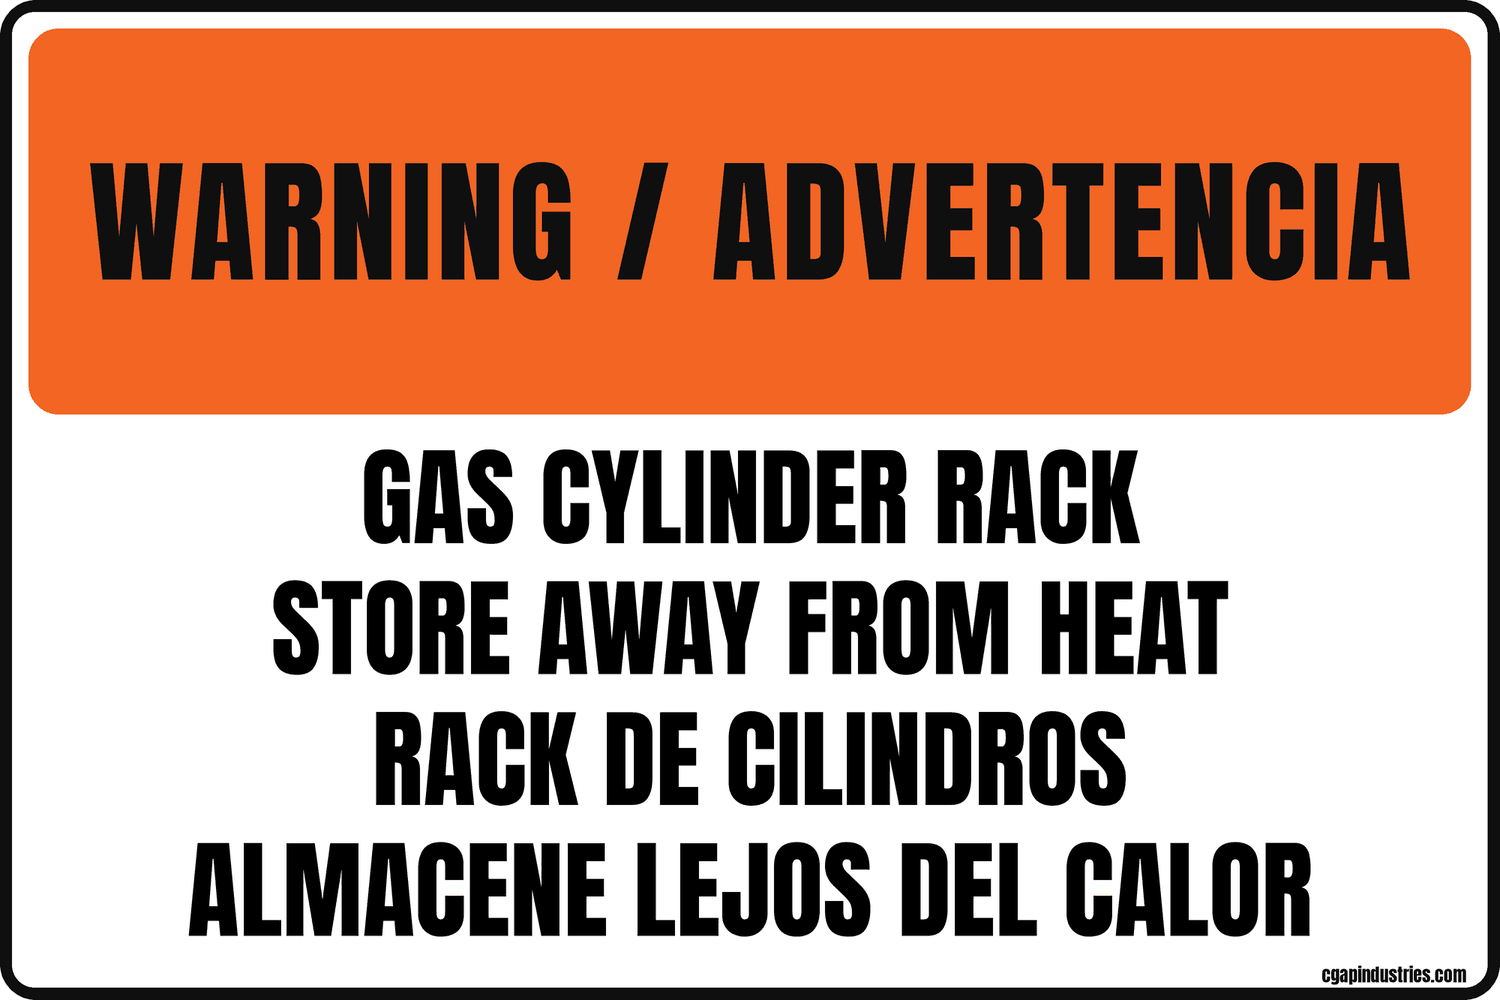 WARNING / ADVERTENCIA
GAS CYLINDER RACK
STORE AWAY FROM HEAT
RACK DE CILINDROS
ALMACENE LEJOS DEL CALOR
cgapindustries.com